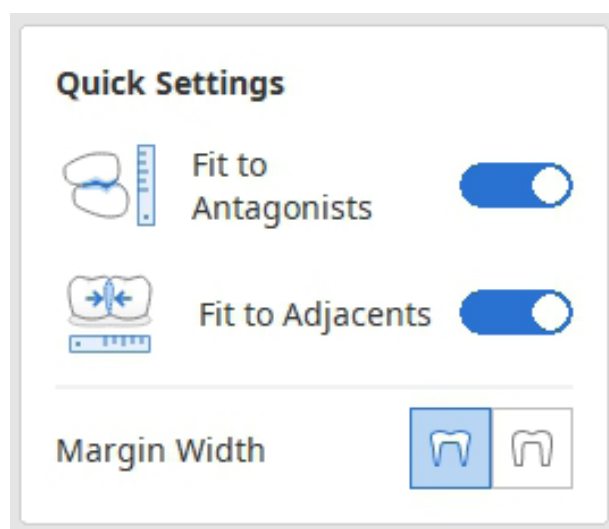 Quick Settings
Fit to
Antagonists
Fit to Adjacents
Margin Width